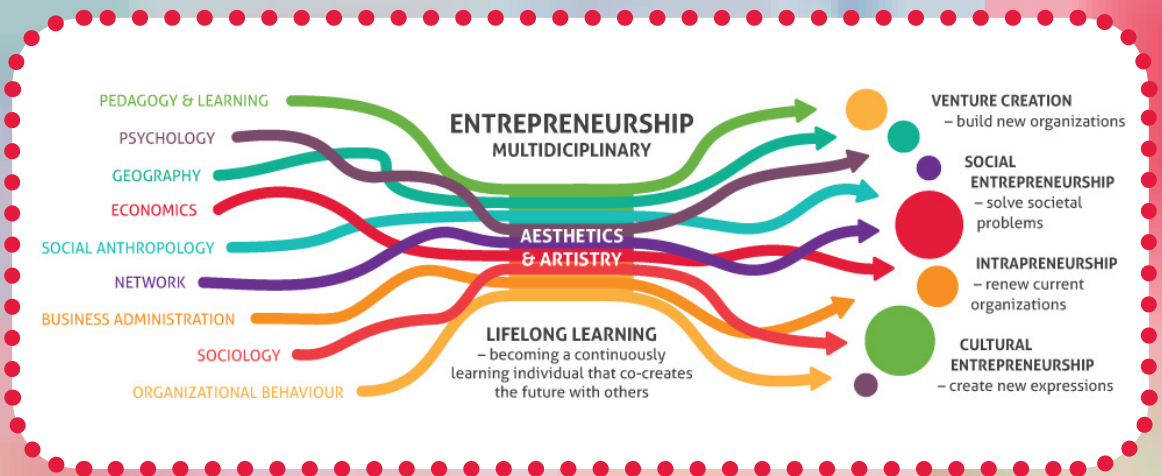 PEDAGOGY & LEARNING
PSYCHOLOGY
GEOGRAPHY
ECONOMICS
SOCIAL ANTHROPOLOGY
NETWORK
BUSINESS ADMINISTRATION
SOCIOLOGY
ORGANIZATIONAL BEHAVIOUR
ENTREPRENEURSHIP
MULTIDICIPLINARY
AESTHETICS
& ARTISTRY
LIFELONG LEARNING
– becoming a continuously
learning individual that co-creates
the future with others
VENTURE CREATION
– build new organizations
SOCIAL
ENTREPRENEURSHIP
– solve societal
problems
INTRAPRENEURSHIP
– renew current
organizations
CULTURAL
ENTREPRENEURSHIP
– create new expressions